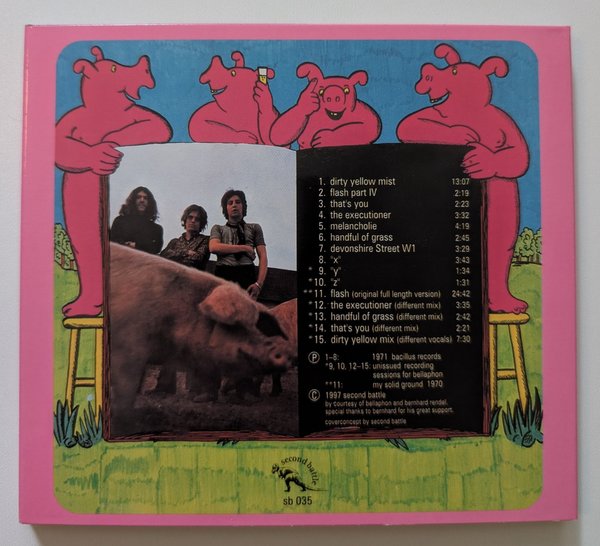 1. dirty yellow mist 13:07
2. flash part IV 2:19
3. that's you 2:23
4. the executioner 3:32
5. melancholie 4:19
6. handful of grass 2:45
7. devonshire Street W1 3:29
8. "x" 3:43
*9. "y" 1:34
*10. "z" 1:31
**11. flash (original full length version) 24:42
*12. the executioner (different mix) 3:35
*13. handful of grass (different mix) 2:42
*14. that's you (different mix) 2:21
*15. dirty yellow mix (different vocals) 7:30
Ⓟ 1-8: 1971 bacillus records
*9, 10, 12-15: unissued recording
sessions for bellaphon
**11: my solid ground 1970
© 1997 second battle
by courtesy of bellaphon and bernhard rendel.
special thanks to bernhard for his great support.
coverconcept by second battle
second battle
sb 035